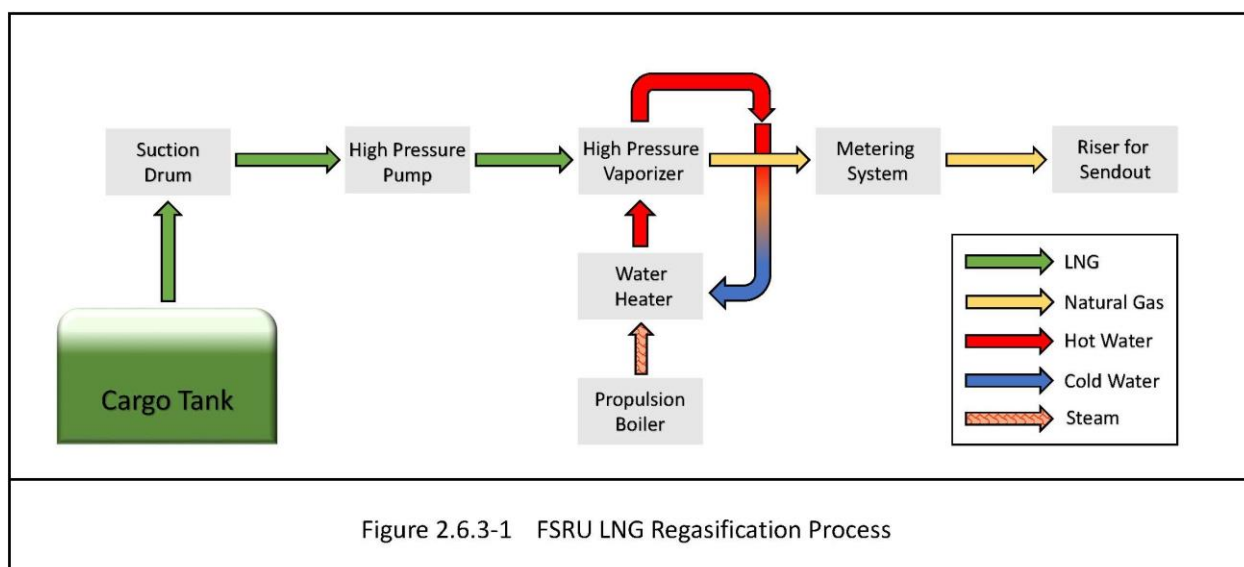 Suction
Drum
High Pressure
Pump
High Pressure
Vaporizer
Metering
System
Riser for
Sendout
Water
Heater
Cargo Tank
Propulsion
Boiler
LNG
Natural Gas
Hot Water
Cold Water
Steam
Figure 2.6.3-1 FSRU LNG Regasification Process